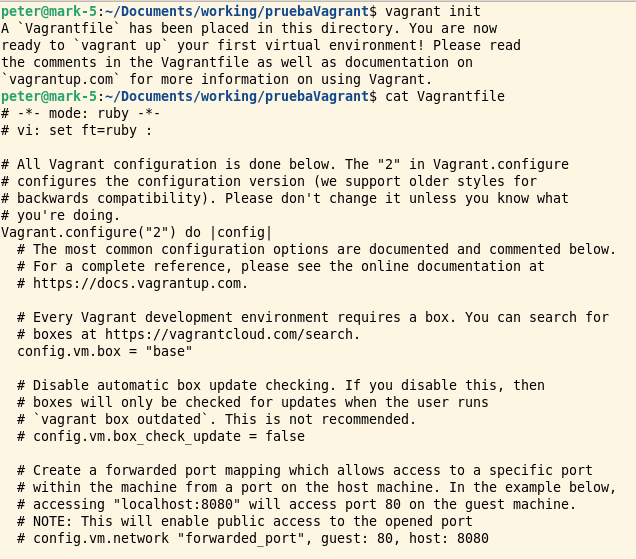 peter@mark-5:~/Documents/working/pruebaVagrant$ vagrant init
A `Vagrantfile` has been placed in this directory. You are now
ready to `vagrant up` your first virtual environment! Please read
the comments in the Vagrantfile as well as documentation on
`vagrantup.com` for more information on using Vagrant.
peter@mark-5:~/Documents/working/pruebaVagrant$ cat Vagrantfile
# -*- mode: ruby -*-
# vi: set ft=ruby :

# All Vagrant configuration is done below. The "2" in Vagrant.configure
# configures the configuration version (we support older styles for
# backwards compatibility). Please don't change it unless you know what
# you're doing.
Vagrant.configure("2") do |config|
  # The most common configuration options are documented and commented below.
  # For a complete reference, please see the online documentation at
  # https://docs.vagrantup.com.

  # Every Vagrant development environment requires a box. You can search for
  # boxes at https://vagrantcloud.com/search.
  config.vm.box = "base"

  # Disable automatic box update checking. If you disable this, then
  # boxes will only be checked for updates when the user runs
  # `vagrant box outdated`. This is not recommended.
  # config.vm.box_check_update = false

  # Create a forwarded port mapping which allows access to a specific port
  # within the machine from a port on the host machine. In the example below,
  # accessing "localhost:8080" will access port 80 on the guest machine.
  # NOTE: This will enable public access to the opened port
  # config.vm.network "forwarded_port", guest: 80, host: 8080